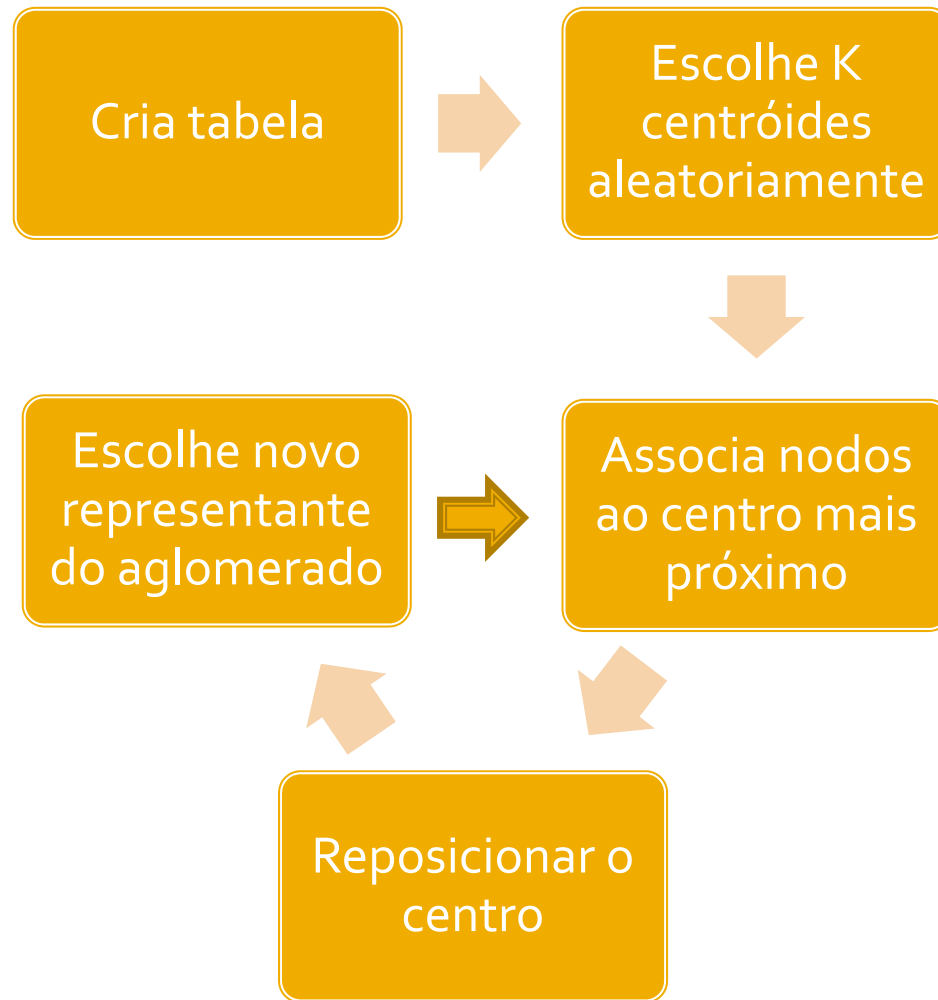 Cria tabela
Escolhe K
centróides
aleatoriamente
Escolhe novo
representante
do aglomerado
Associa nodos
ao centro mais
próximo
Reposicionar o
centro